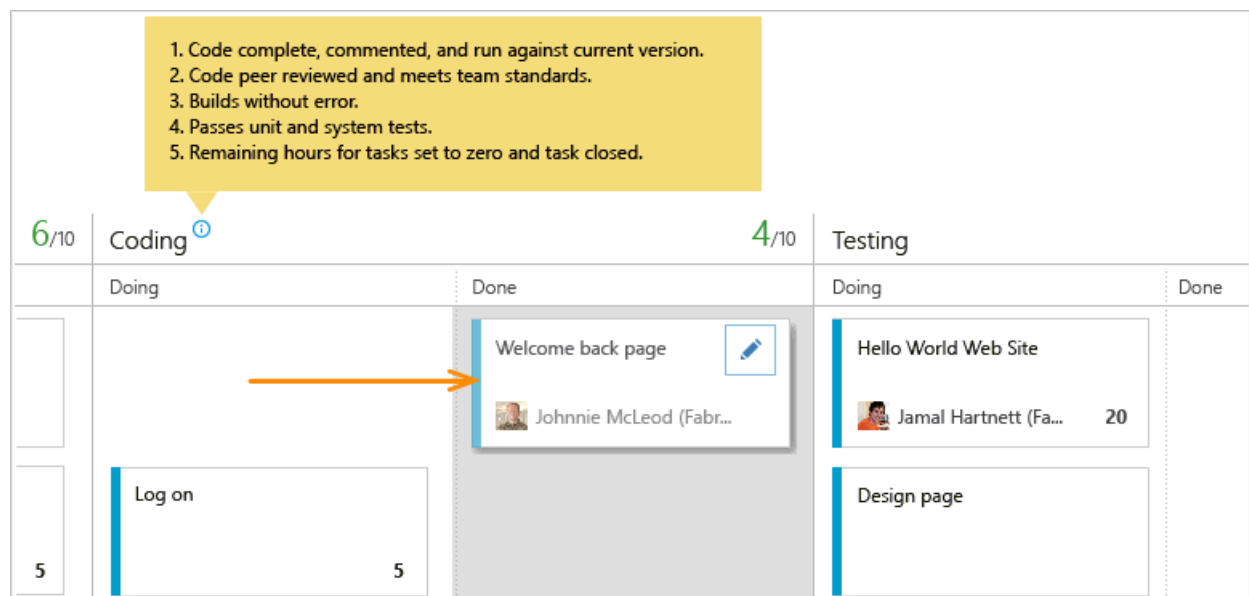 1. Code complete, commented, and run against current version.
2. Code peer reviewed and meets team standards.
3. Builds without error.
4. Passes unit and system tests.
5. Remaining hours for tasks set to zero and task closed.
6/10 Coding 4/10 Testing
Doing Done Doing Done
Welcome back page Hello World Web Site
Johnnie McLeod (Fabr... Jamal Hartnett (Fa... 20
Log on Design page
5 5